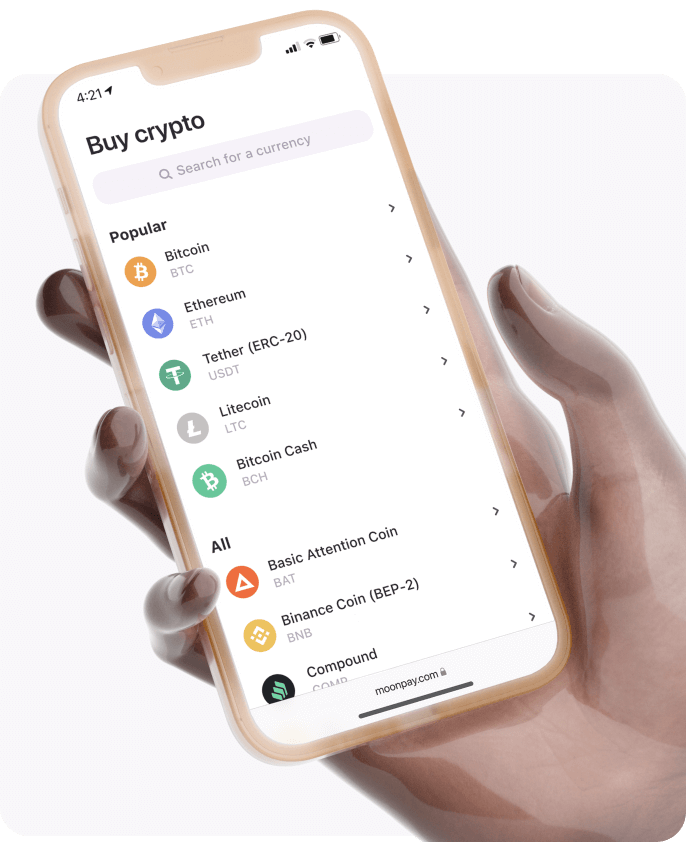 4:21
Buy crypto
Search for a currency
Popular
Bitcoin
BTC
Ethereum
ETH
Tether (ERC-20)
USDT
Litecoin
LTC
Bitcoin Cash
BCH
All
Basic Attention Coin
BAT
Binance Coin (BEP-2)
BNB
Compound
COMP
moonpay.com